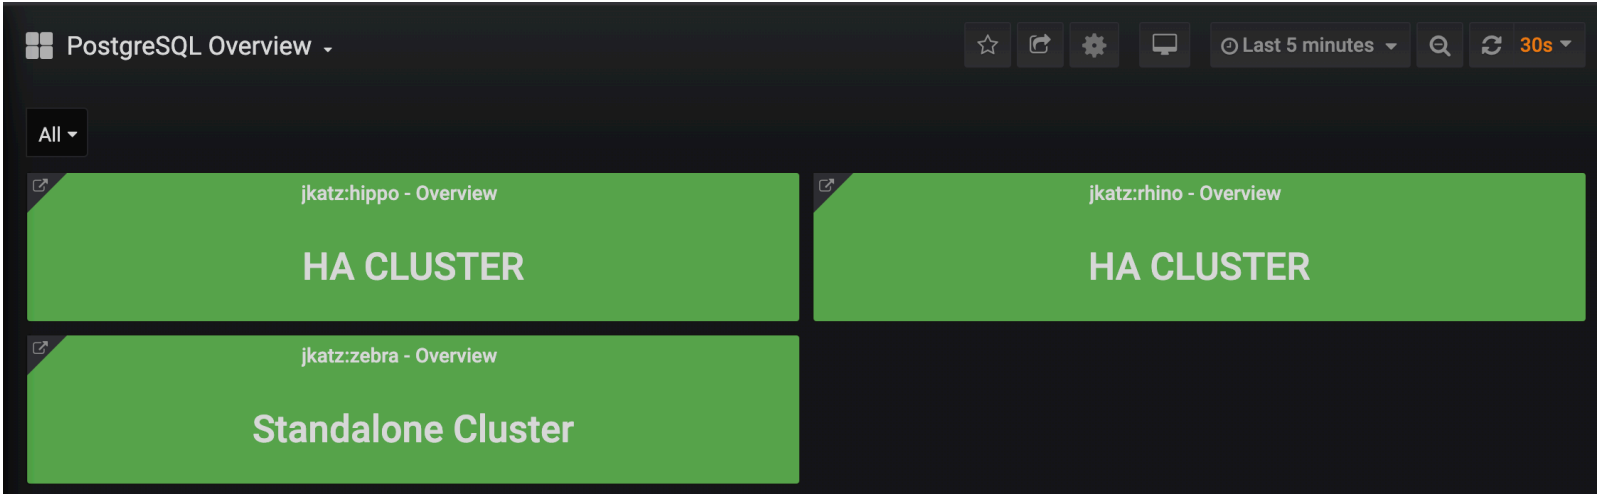 PostgreSQL Overview
Last 5 minutes
30s
All
jkatz:hippo - Overview
HA CLUSTER
jkatz:rhino - Overview
HA CLUSTER
jkatz:zebra - Overview
Standalone Cluster